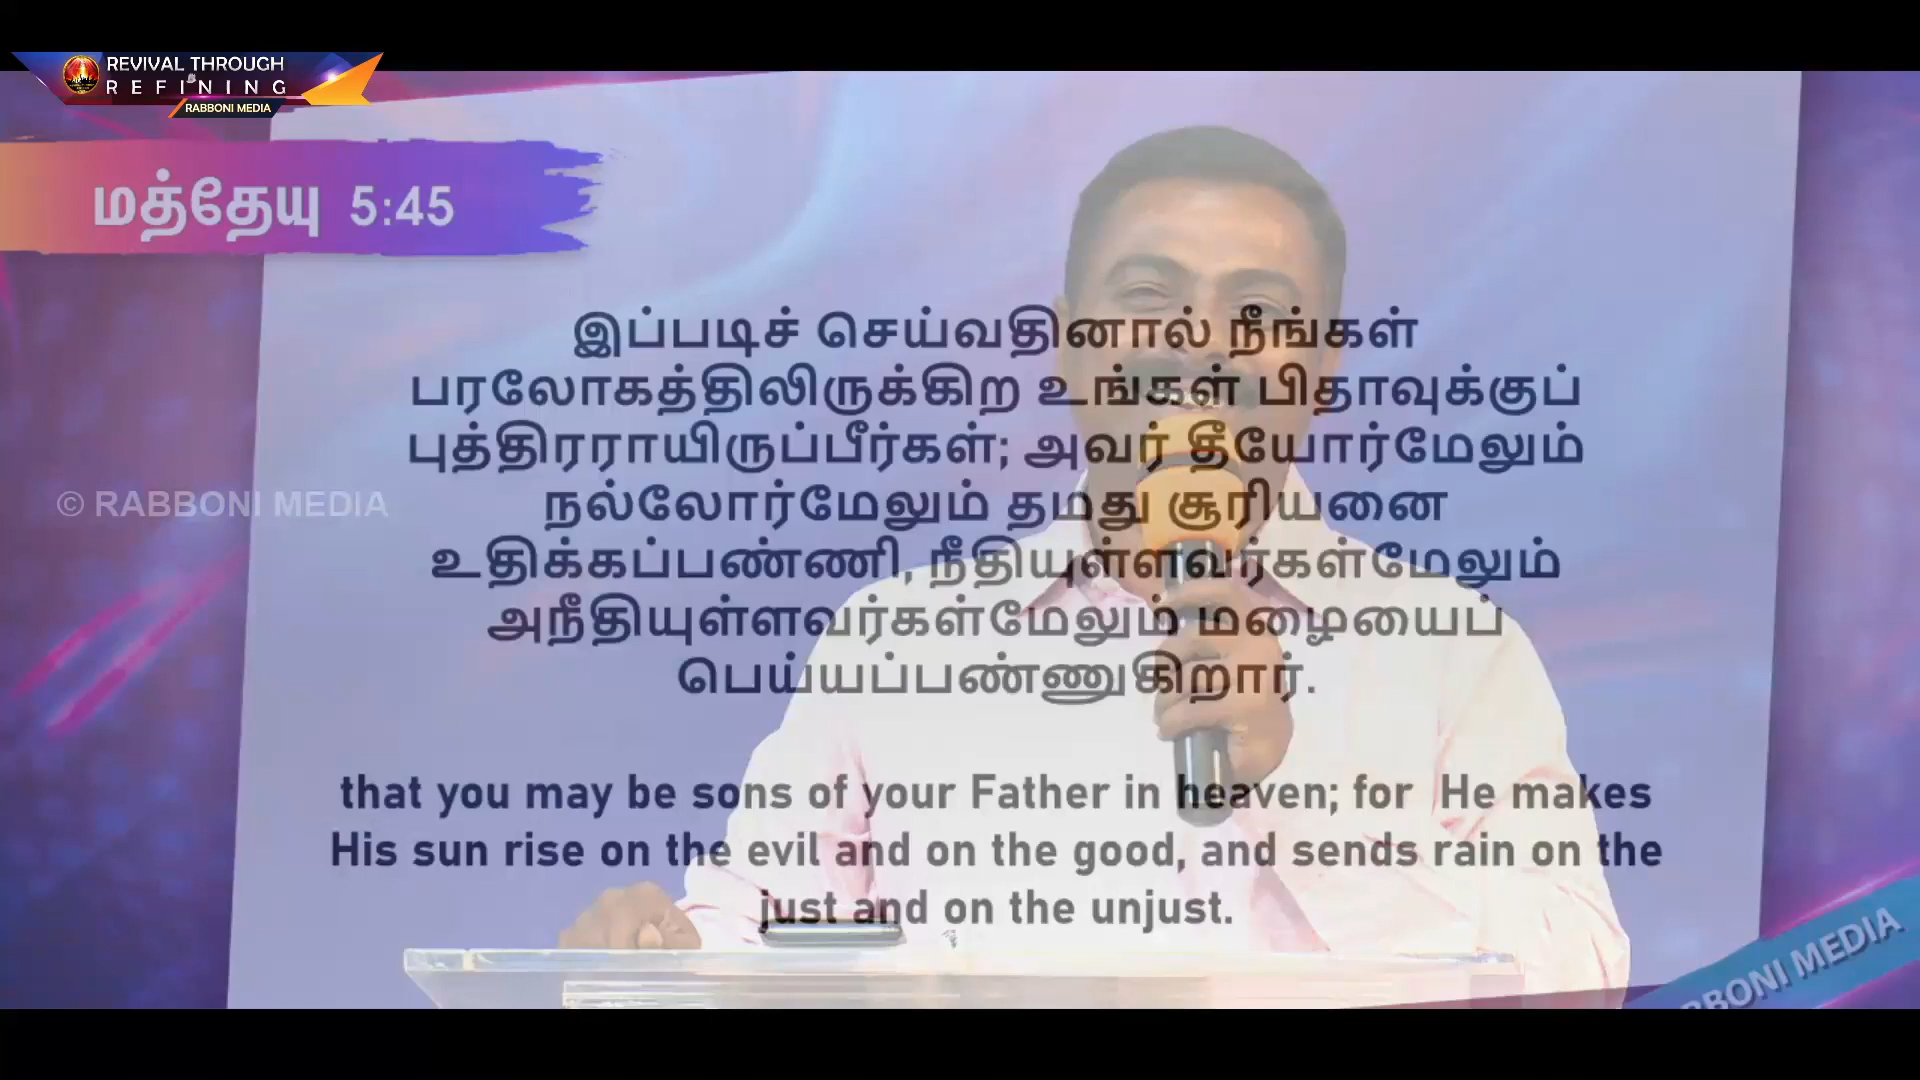 REVIVAL THROUGH
REFINING
RABBONI MEDIA
மத்தேயு 5:45
இப்படிச் செய்வதினால் நீங்கள்
பரலோகத்திலிருக்கிற உங்கள் பிதாவுக்குப்
புத்திரராயிருப்பீர்கள்; அவர் தீயோர்மேலும்
நல்லோர்மேலும் தமது சூரியனை
உதிக்கப்பண்ணி, நீதியுள்ளவர்கள்மேலும்
அநீதியுள்ளவர்கள்மேலும் மழையைப்
பெய்யப்பண்ணுகிறார்.
© RABBONI MEDIA
that you may be sons of your Father in heaven; for He makes
His sun rise on the evil and on the good, and sends rain on the
just and on the unjust.
BBONI MEDIA